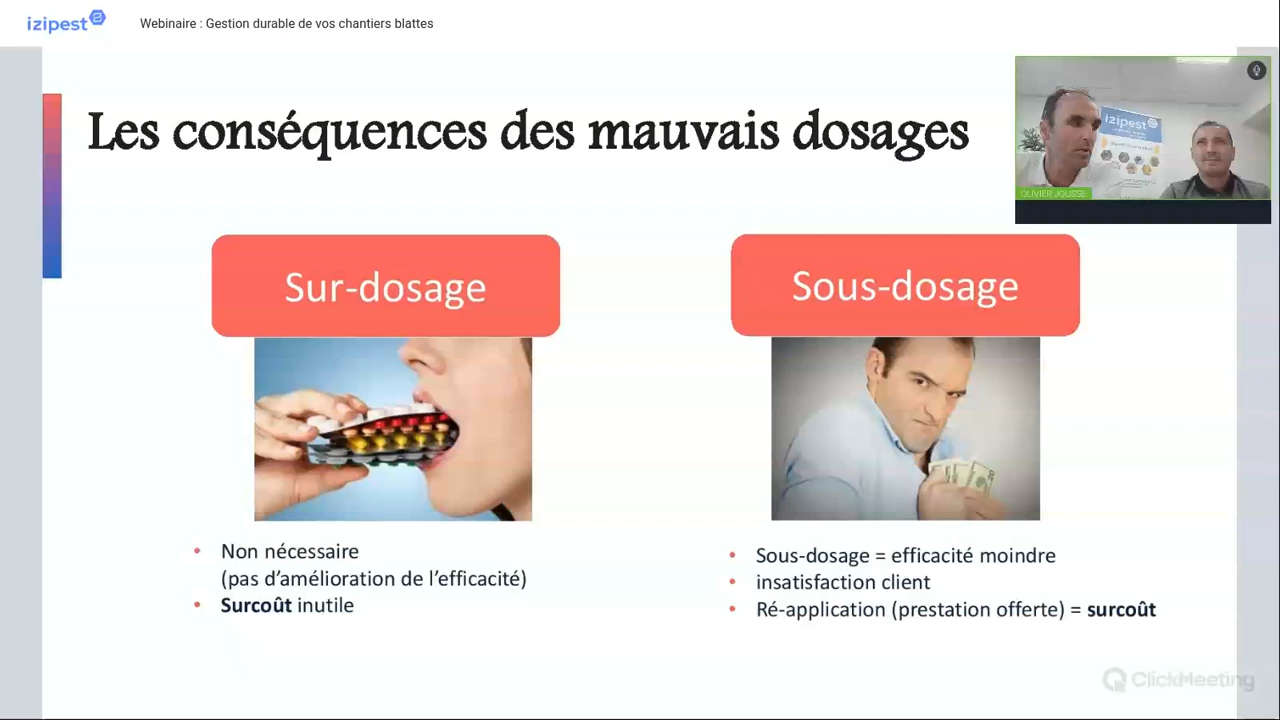 izipest
Webinaire : Gestion durable de vos chantiers blattes
Les conséquences des mauvais dosages
izipest
OLIVIER JOUSSE
Sur-dosage
Sous-dosage
• Non nécessaire
(pas d’amélioration de l’efficacité)
• Surcoût inutile
• Sous-dosage = efficacité moindre
• insatisfaction client
• Ré-application (prestation offerte) = surcoût
ClickMeeting